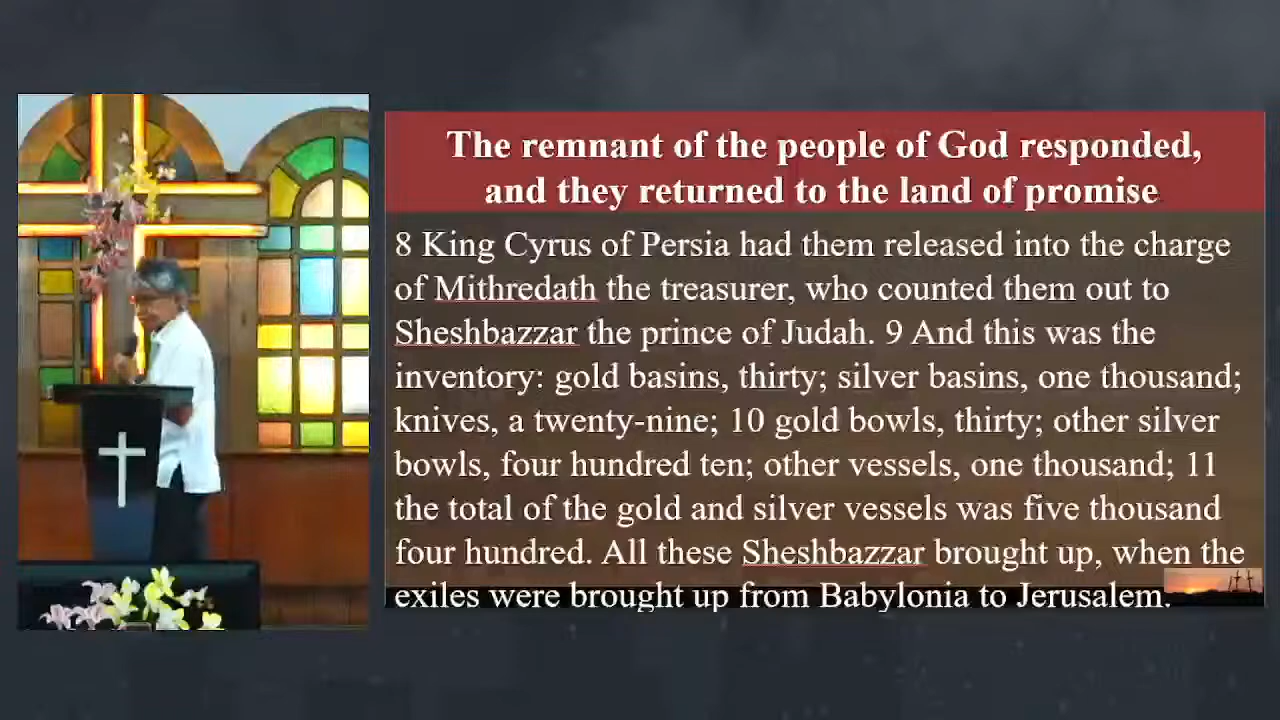 The remnant of the people of God responded,
and they returned to the land of promise
8 King Cyrus of Persia had them released into the charge
of Mithredath the treasurer, who counted them out to
Sheshbazzar the prince of Judah. 9 And this was the
inventory: gold basins, thirty; silver basins, one thousand;
knives, a twenty-nine; 10 gold bowls, thirty; other silver
bowls, four hundred ten; other vessels, one thousand; 11
the total of the gold and silver vessels was five thousand
four hundred. All these Sheshbazzar brought up, when the
exiles were brought up from Babylonia to Jerusalem.